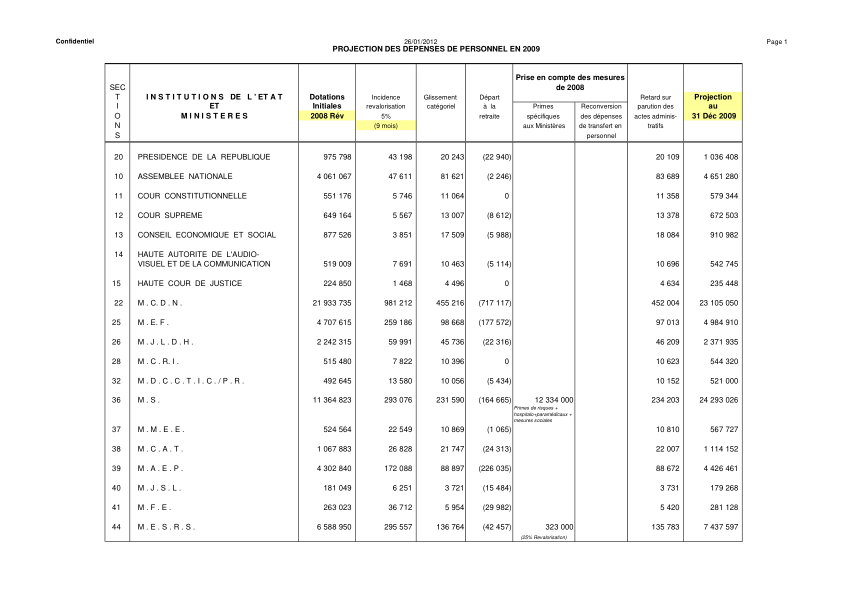 Confidentiel
26/01/2012
Page 1
PROJECTION DES DEPENSES DE PERSONNEL EN 2009
SECTIONS
INSTITUTIONS DE L'ETAT
ET
MINISTERES
Dotations
Initiales
2008 Rév
Incidence
revalorisation
5%
(9 mois)
Glissement
catégoriel
Départ
à la
retraite
Prise en compte des mesures
de 2008
Primes
spécifiques
aux Ministères
Reconversion
des dépenses
de transfert en
personnel
Retard sur
parution des
actes adminis-
tratifs
Projection
au
31 Déc 2009
20 PRESIDENCE DE LA REPUBLIQUE 975 798 43 198 20 243 (22 940) 20 109 1 036 408
10 ASSEMBLEE NATIONALE 4 061 067 47 611 81 621 (2 246) 83 689 4 651 280
11 COUR CONSTITUTIONNELLE 551 176 5 746 11 064 0 11 358 579 344
12 COUR SUPREME 649 164 5 567 13 007 (8 612) 13 378 672 503
13 CONSEIL ECONOMIQUE ET SOCIAL 877 526 3 851 17 509 (5 988) 18 084 910 982
14 HAUTE AUTORITE DE L'AUDIO-
VISUEL ET DE LA COMMUNICATION 519 009 7 691 10 463 (5 114) 10 696 542 745
15 HAUTE COUR DE JUSTICE 224 850 1 468 4 496 0 4 634 235 448
22 M.C.D.N. 21 933 735 981 212 455 216 (717 117) 452 004 23 105 050
25 M.E.F. 4 707 615 259 186 98 668 (177 572) 97 013 4 984 910
26 M.J.L.D.H. 2 242 315 59 991 45 736 (22 316) 46 209 2 371 935
28 M.C.R.I. 515 480 7 822 10 396 0 10 623 544 320
32 M.D.C.C.T.I.C./P.R. 492 645 13 580 10 056 (5 434) 10 152 521 000
36 M.S. 11 364 823 293 076 231 590 (164 665) 12 334 000 234 203 24 293 026
Primes de risques +
hospitalo+paramédicaux +
mesures sociales
37 M.M.E.E. 524 564 22 549 10 869 (1 065) 10 810 567 727
38 M.C.A.T. 1 067 883 26 828 21 747 (24 313) 22 007 1 114 152
39 M.A.E.P. 4 302 840 172 088 88 897 (226 035) 88 672 4 426 461
40 M.J.S.L. 181 049 6 251 3 721 (15 484) 3 731 179 268
41 M.F.E. 263 023 36 712 5 954 (29 982) 5 420 281 128
44 M.E.S.R.S. 6 588 950 295 557 136 764 (42 457) 323 000 135 783 7 437 597
(25% Revalorisation)